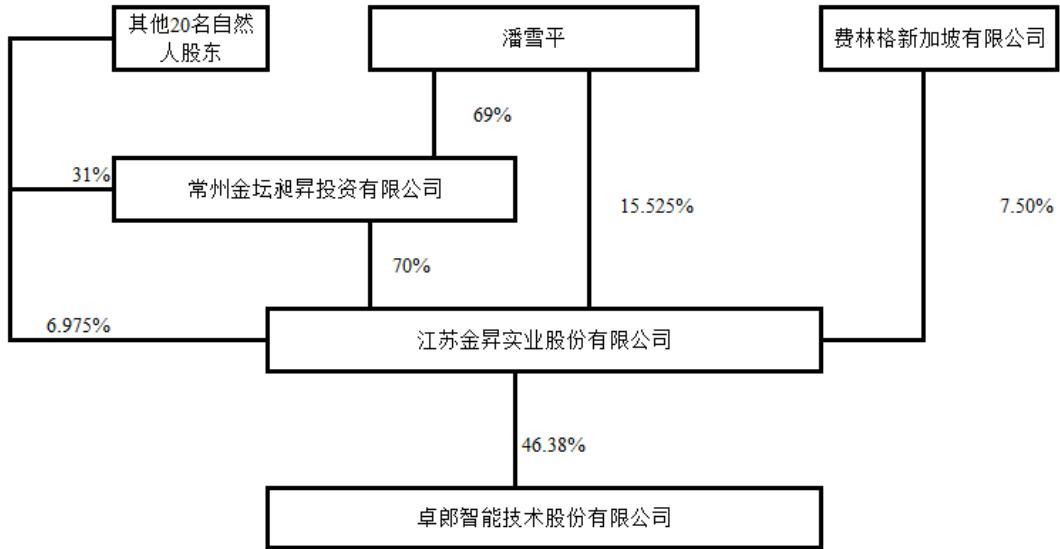 其他20名自然
人股东
潘雪平
费林格新加坡有限公司
69%
31%
常州金坛昶昇投资有限公司
15.525%
7.50%
70%
6.975%
江苏金昇实业股份有限公司
46.38%
卓郎智能技术股份有限公司